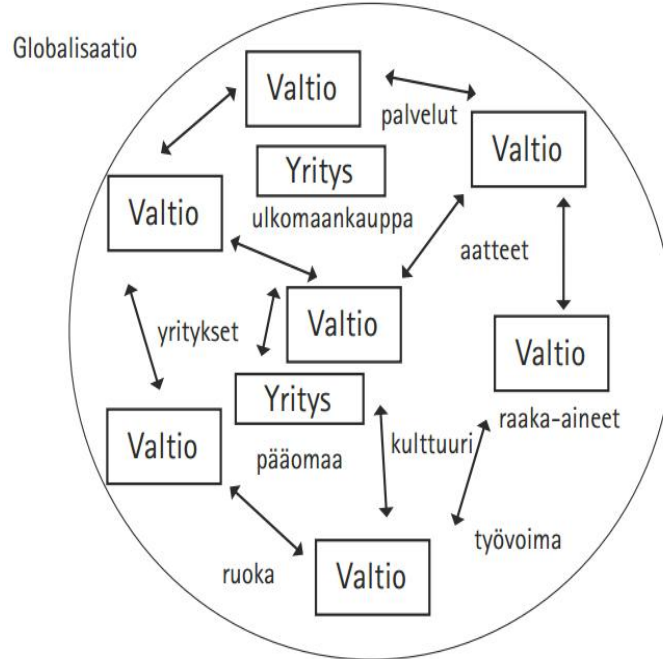 Globalisaatio
Valtio
palvelut
Valtio
Yritys
Valtio
ulkomaankauppa
aatteet
Valtio
yritykset
Valtio
Yritys
raaka-aineet
Valtio
pääomaa
kulttuuri
työvoima
ruoka
Valtio